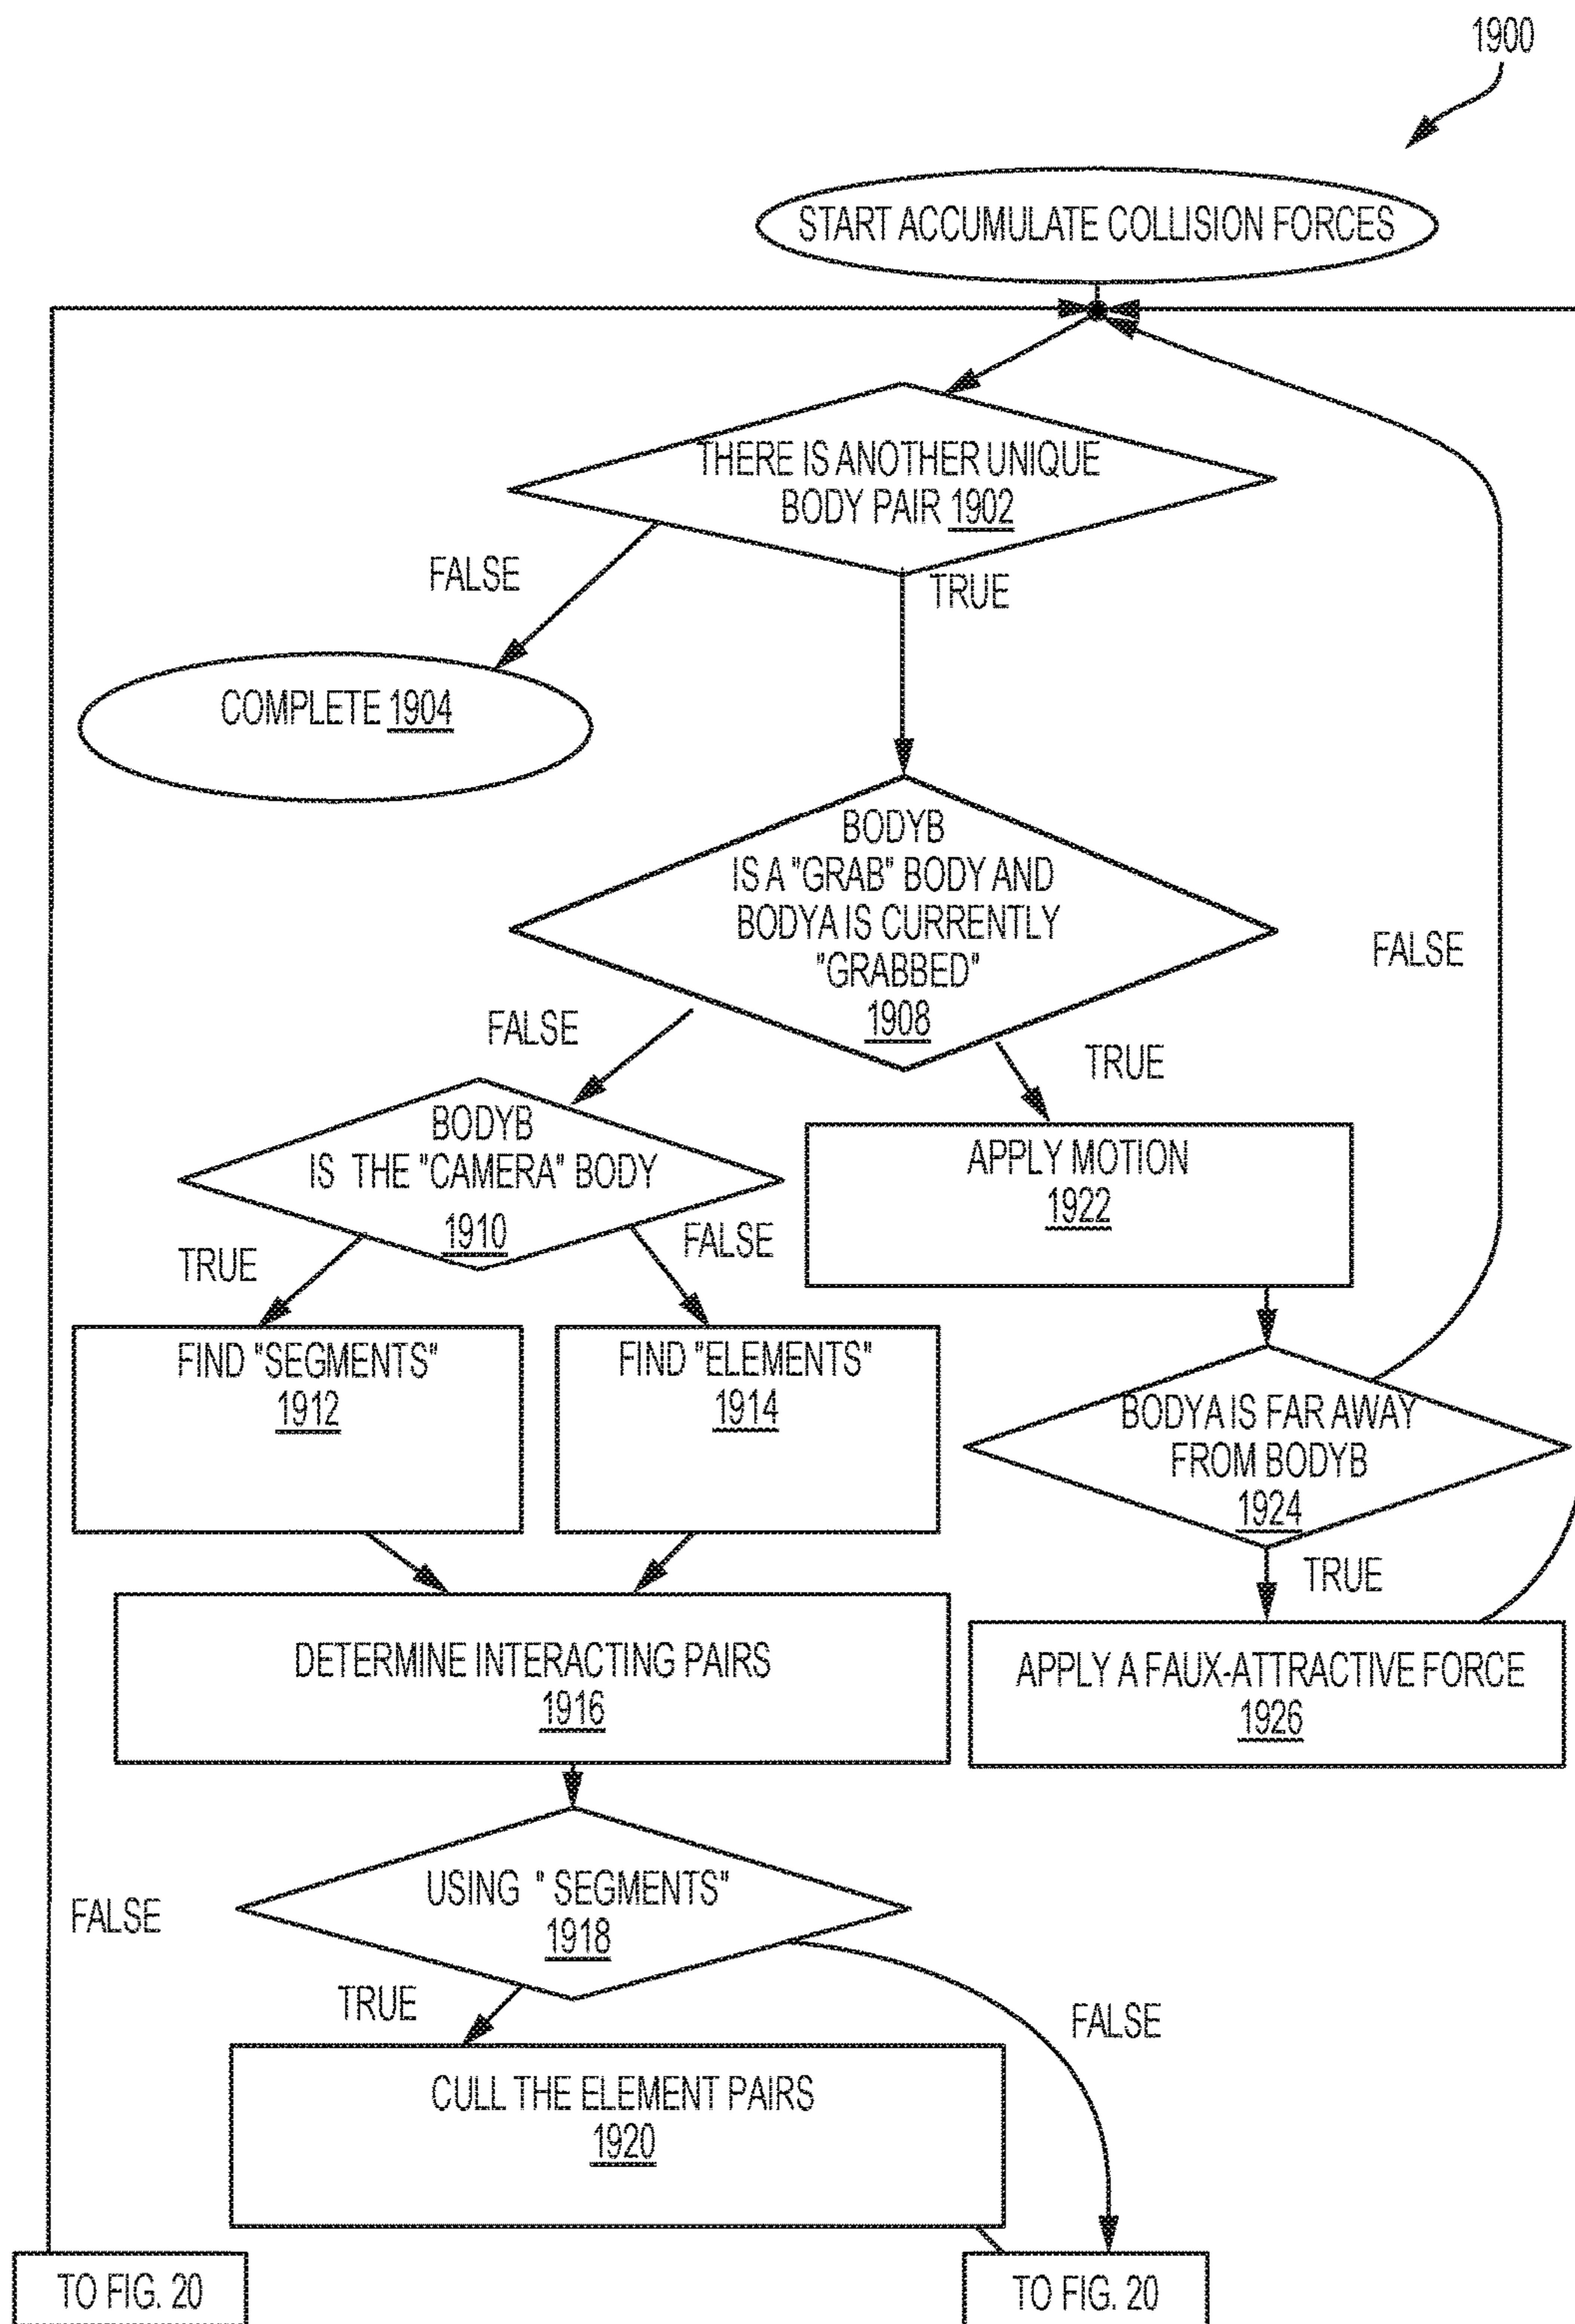 1900
START ACCUMULATE COLLISION FORCES
THERE IS ANOTHER UNIQUE
BODY PAIR 1902
FALSE
TRUE
COMPLETE 1904
BODYB
IS A "GRAB" BODY AND
BODYA IS CURRENTLY
"GRABBED"
1908
FALSE
FALSE
TRUE
BODYB
IS THE "CAMERA" BODY
1910
APPLY MOTION
1922
TRUE
FALSE
FIND "SEGMENTS"
1912
FIND "ELEMENTS"
1914
BODYA IS FAR AWAY
FROM BODYB
1924
TRUE
DETERMINE INTERACTING PAIRS
1916
APPLY A FAUX-ATTRACTIVE FORCE
1926
USING " SEGMENTS"
1918
FALSE
TRUE
FALSE
CULL THE ELEMENT PAIRS
1920
TO FIG. 20
TO FIG. 20